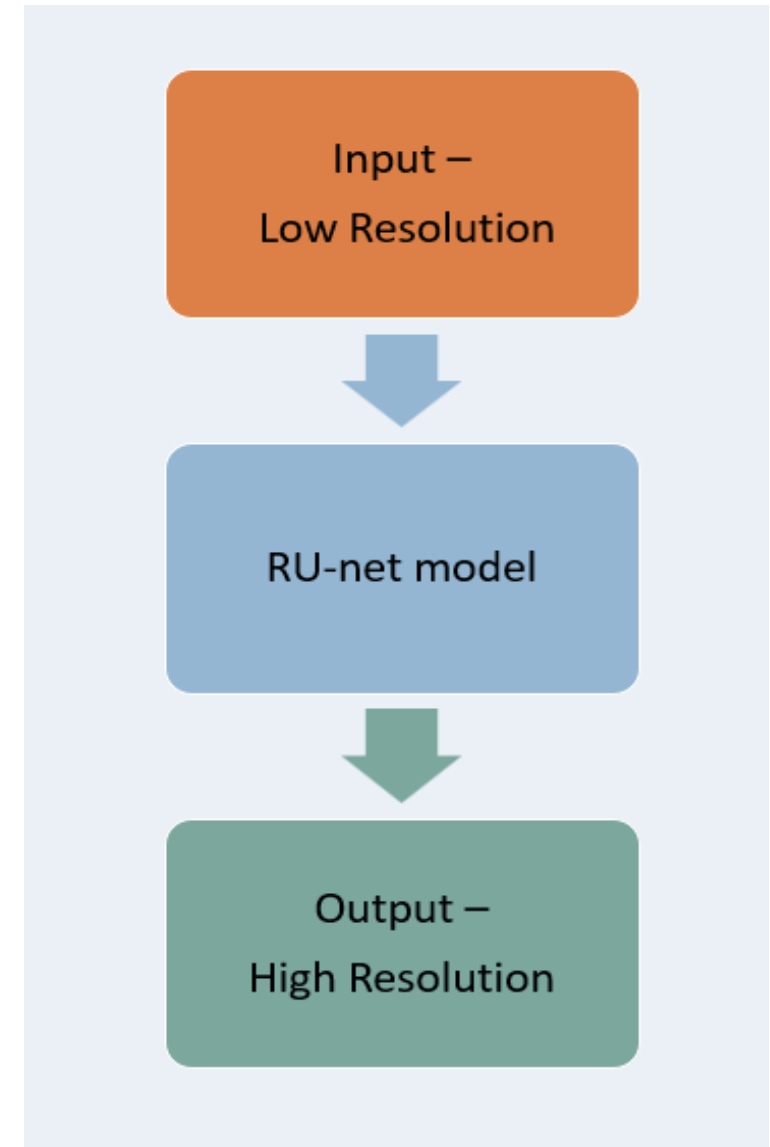 Input –
Low Resolution
RU-net model
Output –
High Resolution